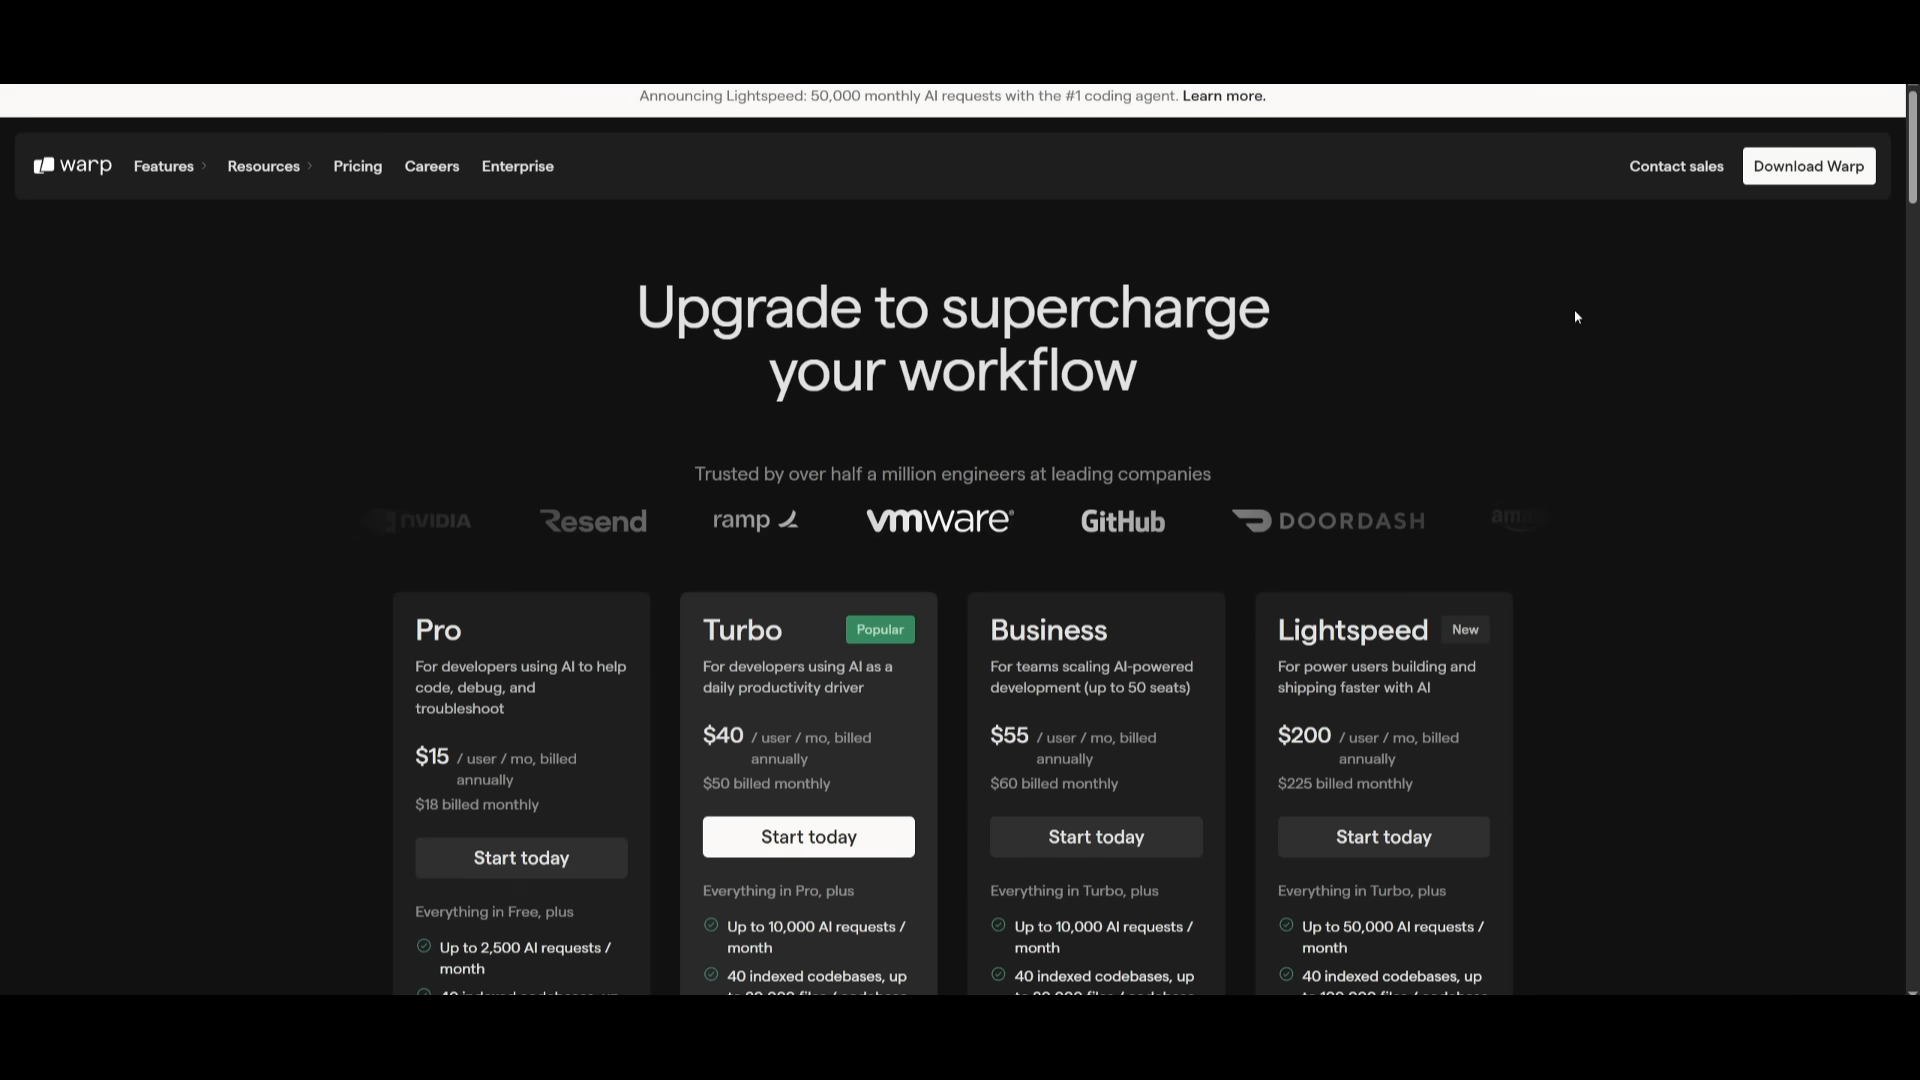 Announcing Lightspeed: 50,000 monthly AI requests with the #1 coding agent. Learn more.
warp Features Resources Pricing Careers Enterprise Contact sales Download Warp
Upgrade to supercharge
your workflow
Trusted by over half a million engineers at leading companies
NVIDIA Resend ramp vmware GitHub DOORDASH
Pro
For developers using AI to help
code, debug, and
troubleshoot
$15 / user / mo, billed
annually
$18 billed monthly
Start today
Everything in Free, plus
Up to 2,500 AI requests /
month
Turbo Popular
For developers using AI as a
daily productivity driver
$40 / user / mo, billed
annually
$50 billed monthly
Start today
Everything in Pro, plus
Up to 10,000 AI requests /
month
40 indexed codebases, up
Business
For teams scaling AI-powered
development (up to 50 seats)
$55 / user / mo, billed
annually
$60 billed monthly
Start today
Everything in Turbo, plus
Up to 10,000 AI requests /
month
40 indexed codebases, up
Lightspeed New
For power users building and
shipping faster with AI
$200 / user / mo, billed
annually
$225 billed monthly
Start today
Everything in Turbo, plus
Up to 50,000 AI requests /
month
40 indexed codebases, up